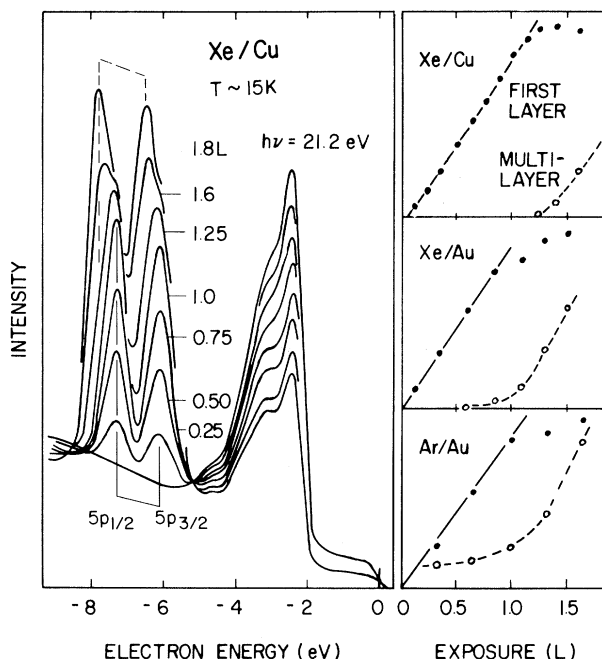 Xe/Cu
T ~ 15K
hν = 21.2 eV
1.8L
1.6
1.25
1.0
0.75
0.50
0.25
5p1/2
5p3/2
INTENSITY
-8
-6
-4
-2
0
ELECTRON ENERGY (eV)
Xe/Cu
FIRST
LAYER
MULTI-
LAYER
Xe/Au
Ar/Au
0
0.5
1.0
1.5
EXPOSURE (L)